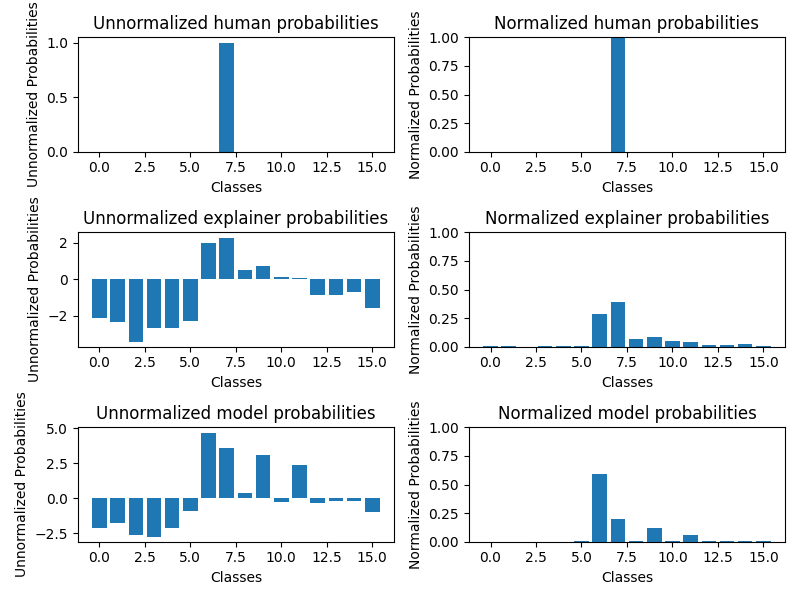 Unnormalized human probabilities
Unnormalized Probabilities
1.0
0.5
0.0
0.0 2.5 5.0 7.5 10.0 12.5 15.0
Classes
Normalized human probabilities
Normalized Probabilities
1.00
0.75
0.50
0.25
0.00
0.0 2.5 5.0 7.5 10.0 12.5 15.0
Classes
Unnormalized explainer probabilities
Unnormalized Probabilities
2
0
−2
0.0 2.5 5.0 7.5 10.0 12.5 15.0
Classes
Normalized explainer probabilities
Normalized Probabilities
1.00
0.75
0.50
0.25
0.00
0.0 2.5 5.0 7.5 10.0 12.5 15.0
Classes
Unnormalized model probabilities
Unnormalized Probabilities
5.0
2.5
0.0
−2.5
0.0 2.5 5.0 7.5 10.0 12.5 15.0
Classes
Normalized model probabilities
Normalized Probabilities
1.00
0.75
0.50
0.25
0.00
0.0 2.5 5.0 7.5 10.0 12.5 15.0
Classes